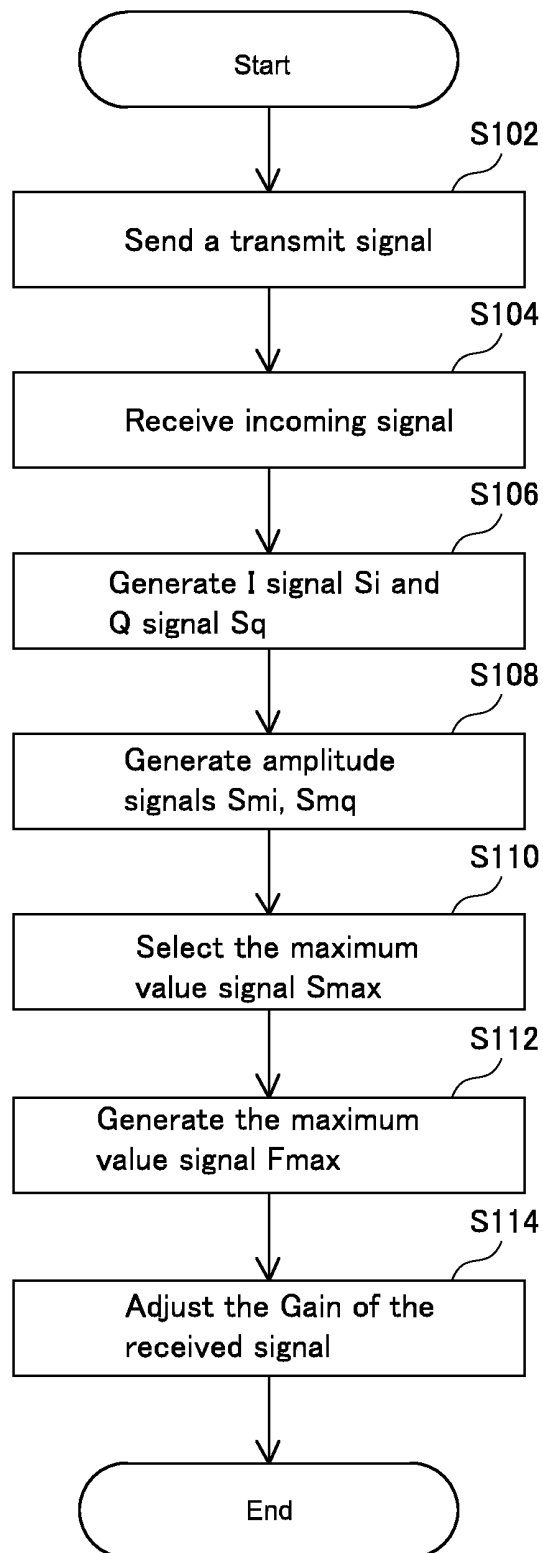 Start
S102
Send a transmit signal
S104
Receive incoming signal
S106
Generate I signal Si and
Q signal Sq
S108
Generate amplitude
signals Smi, Smq
S110
Select the maximum
value signal Smax
S112
Generate the maximum
value signal Fmax
S114
Adjust the Gain of the
received signal
End